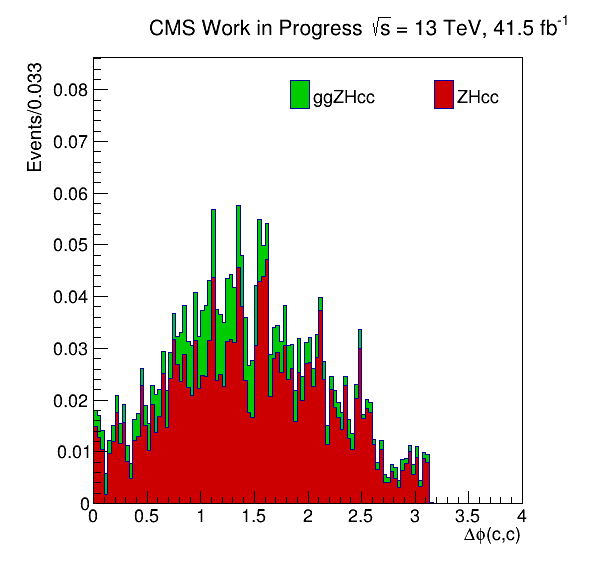 CMS Work in Progress √s = 13 TeV, 41.5 fb⁻¹
Events/0.033
ggZHcc ZHcc
0.08
0.07
0.06
0.05
0.04
0.03
0.02
0.01
0
0 0.5 1 1.5 2 2.5 3 3.5 4
Δϕ(c,c)